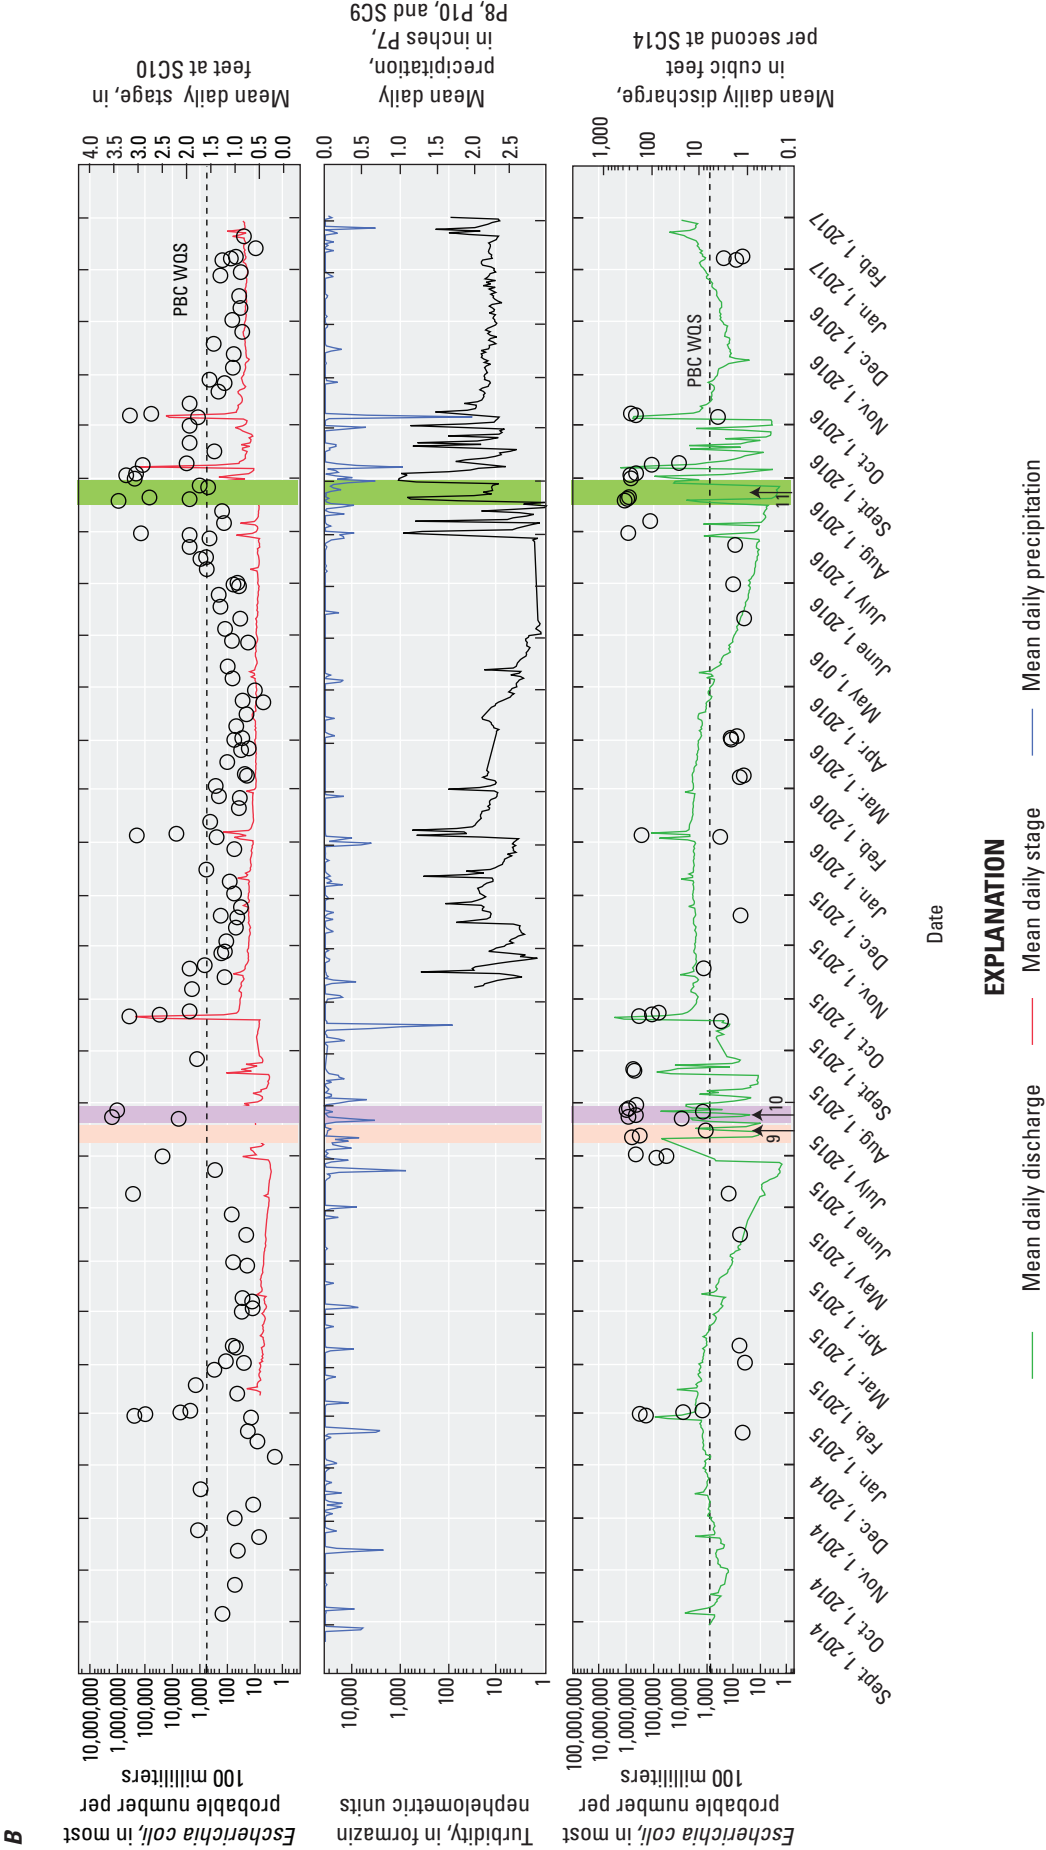 B
Escherichia coli, in most
probable number per
100 milliliters
10,000,000
1,000,000
100,000
10,000
1,000
100
10
1
PBC WQS
4.0
3.5
3.0
2.5
2.0
1.5
1.0
0.5
0.0
Mean daily stage, in
feet at SC10
Turbidity, in formazin
nephelometric units
10,000
1,000
100
10
1
0.0
0.5
1.0
1.5
2.0
2.5
Mean daily
precipitation,
in inches P7,
P8, P10, and SC9
Escherichia coli, in most
probable number per
100 milliliters
100,000,000
10,000,000
1,000,000
100,000
10,000
1,000
100
10
1
PBC WQS
9
10
11
1,000
100
10
1
0.1
Mean dailly discharge,
in cubic feet
per second at SC14
Sept. 1, 2014
Oct. 1, 2014
Nov. 1, 2014
Dec. 1, 2014
Jan. 1, 2015
Feb. 1, 2015
Mar. 1, 2015
Apr. 1, 2015
May 1, 2015
June 1, 2015
July 1, 2015
Aug. 1, 2015
Sept. 1, 2015
Oct. 1, 2015
Nov. 1, 2015
Dec. 1, 2015
Jan. 1, 2016
Feb. 1, 2016
Mar. 1, 2016
Apr. 1, 2016
May 1, 016
June 1, 2016
July 1, 2016
Aug. 1, 2016
Sept. 1, 2016
Oct. 1, 2016
Nov. 1, 2016
Dec. 1, 2016
Jan. 1, 2017
Feb. 1, 2017
Date
EXPLANATION
Mean daily discharge
Mean daily stage
Mean daily precipitation